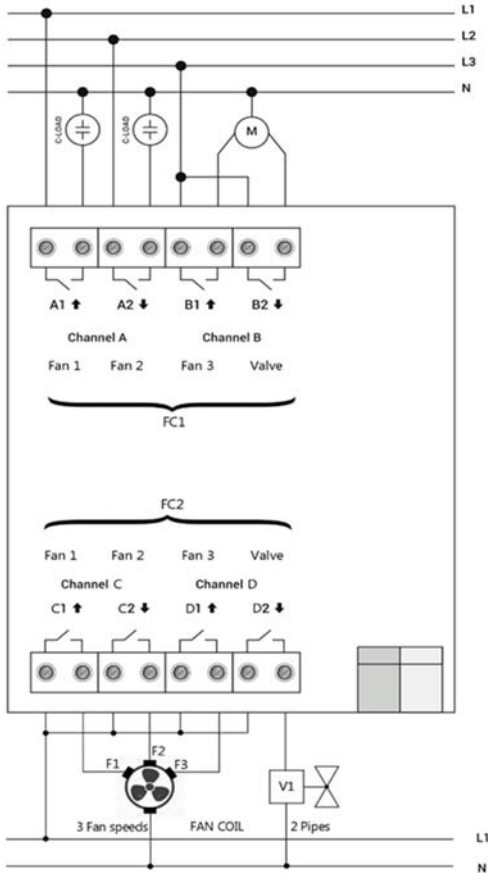 L1
L2
L3
N
C-LOAD
C-LOAD
M
A1 A2 B1 B2
Channel A Channel B
Fan 1 Fan 2 Fan 3 Valve
FC1
FC2
Fan 1 Fan 2 Fan 3 Valve
Channel C Channel D
C1 C2 D1 D2
F1 F2 F3
V1
3 Fan speeds FAN COIL 2 Pipes
L1
N